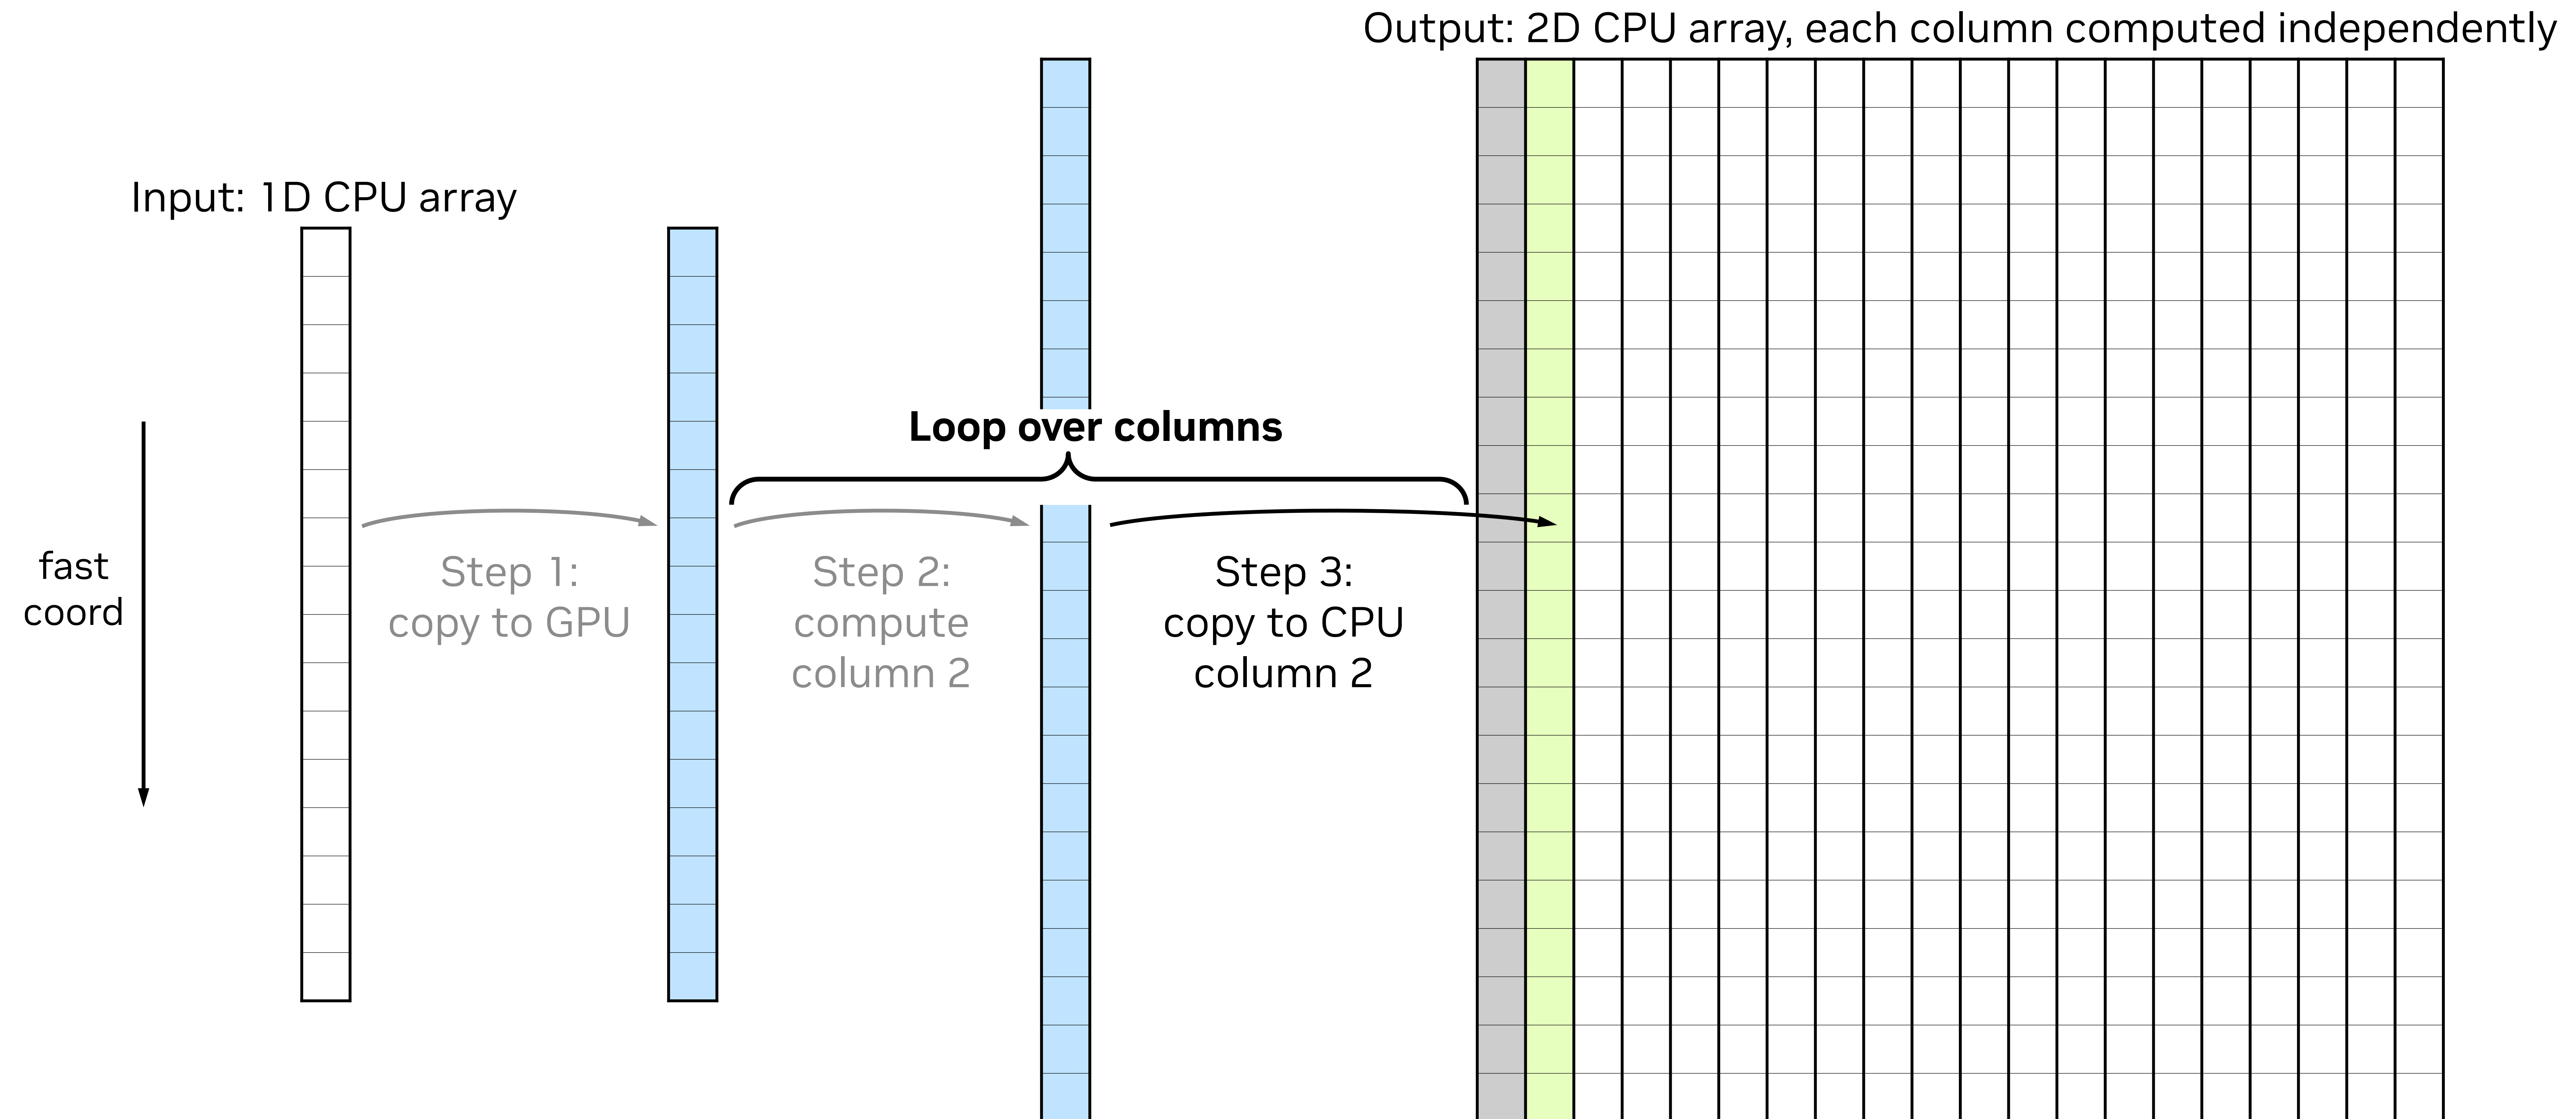 Output: 2D CPU array, each column computed independently
Input: 1D CPU array
Loop over columns
fast
coord
Step 1:
copy to GPU
Step 2:
compute
column 2
Step 3:
copy to CPU
column 2